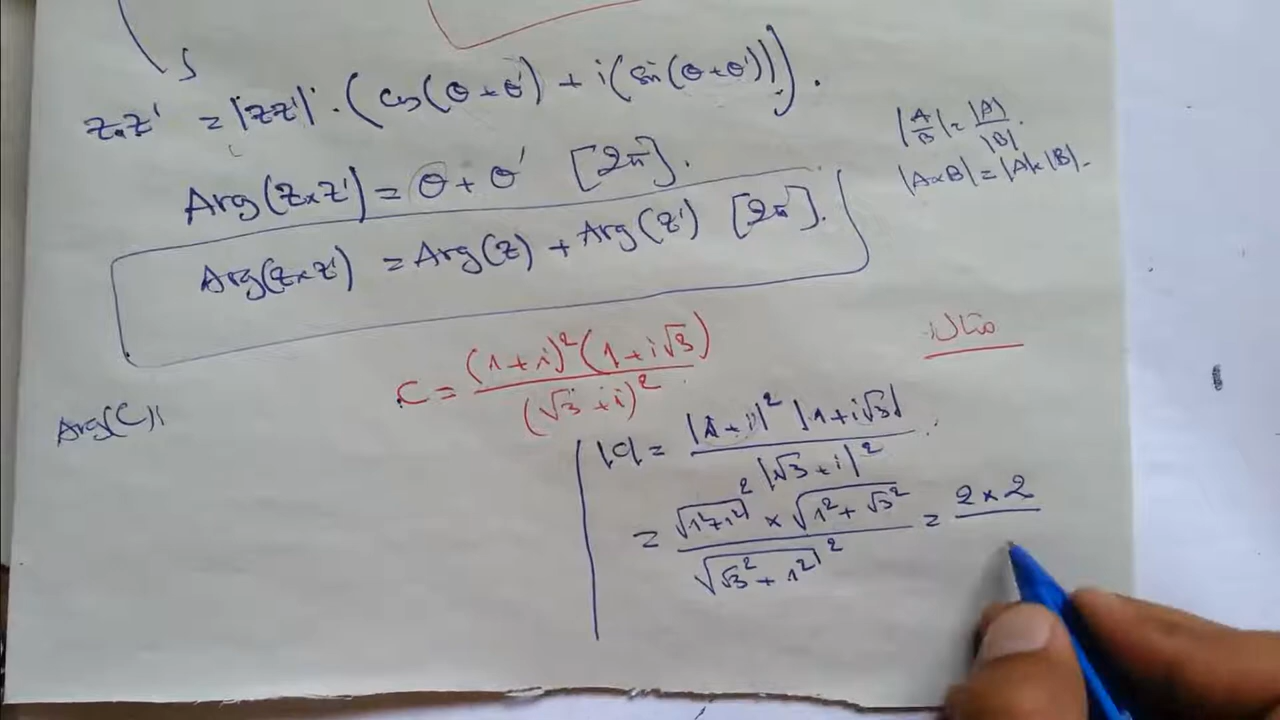 z×z' = |zz'| · (cos(θ+θ') + i(sin(θ+θ'))).
|A/B| = |A|/|B|.
Arg(z×z') = θ + θ' [2π].
|A×B| = |A|×|B|.
Arg(z×z') = Arg(z) + Arg(z') [2π].
مثال
C = (1+i)²(1+i√3) / (√3+i)²
Arg(C)
|C| = |1+i|² |1+i√3| / |√3+i|²
= √(1²+1²)² × √(1²+√3²) / √(√3²+1²)² = 2×2